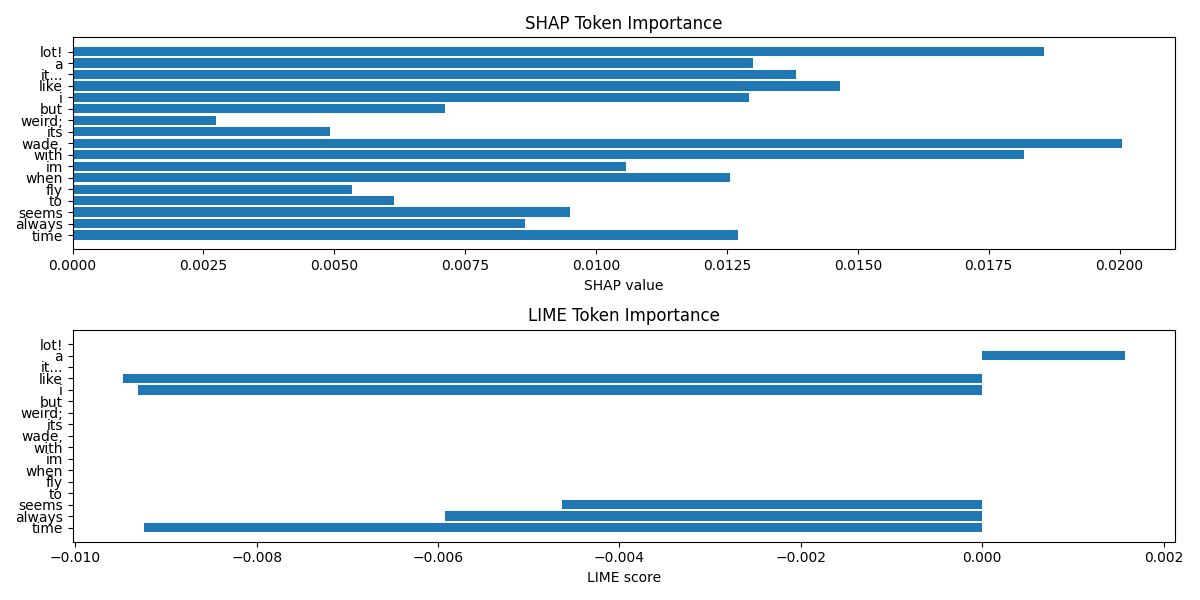 SHAP Token Importance
lot!
a
it...
like
i
but
weird;
its
wade,
with
im
when
fly
to
seems
always
time
0.0000 0.0025 0.0050 0.0075 0.0100 0.0125 0.0150 0.0175 0.0200
SHAP value
LIME Token Importance
lot!
a
it...
like
i
but
weird;
its
wade,
with
im
when
fly
to
seems
always
time
−0.010 −0.008 −0.006 −0.004 −0.002 0.000 0.002
LIME score